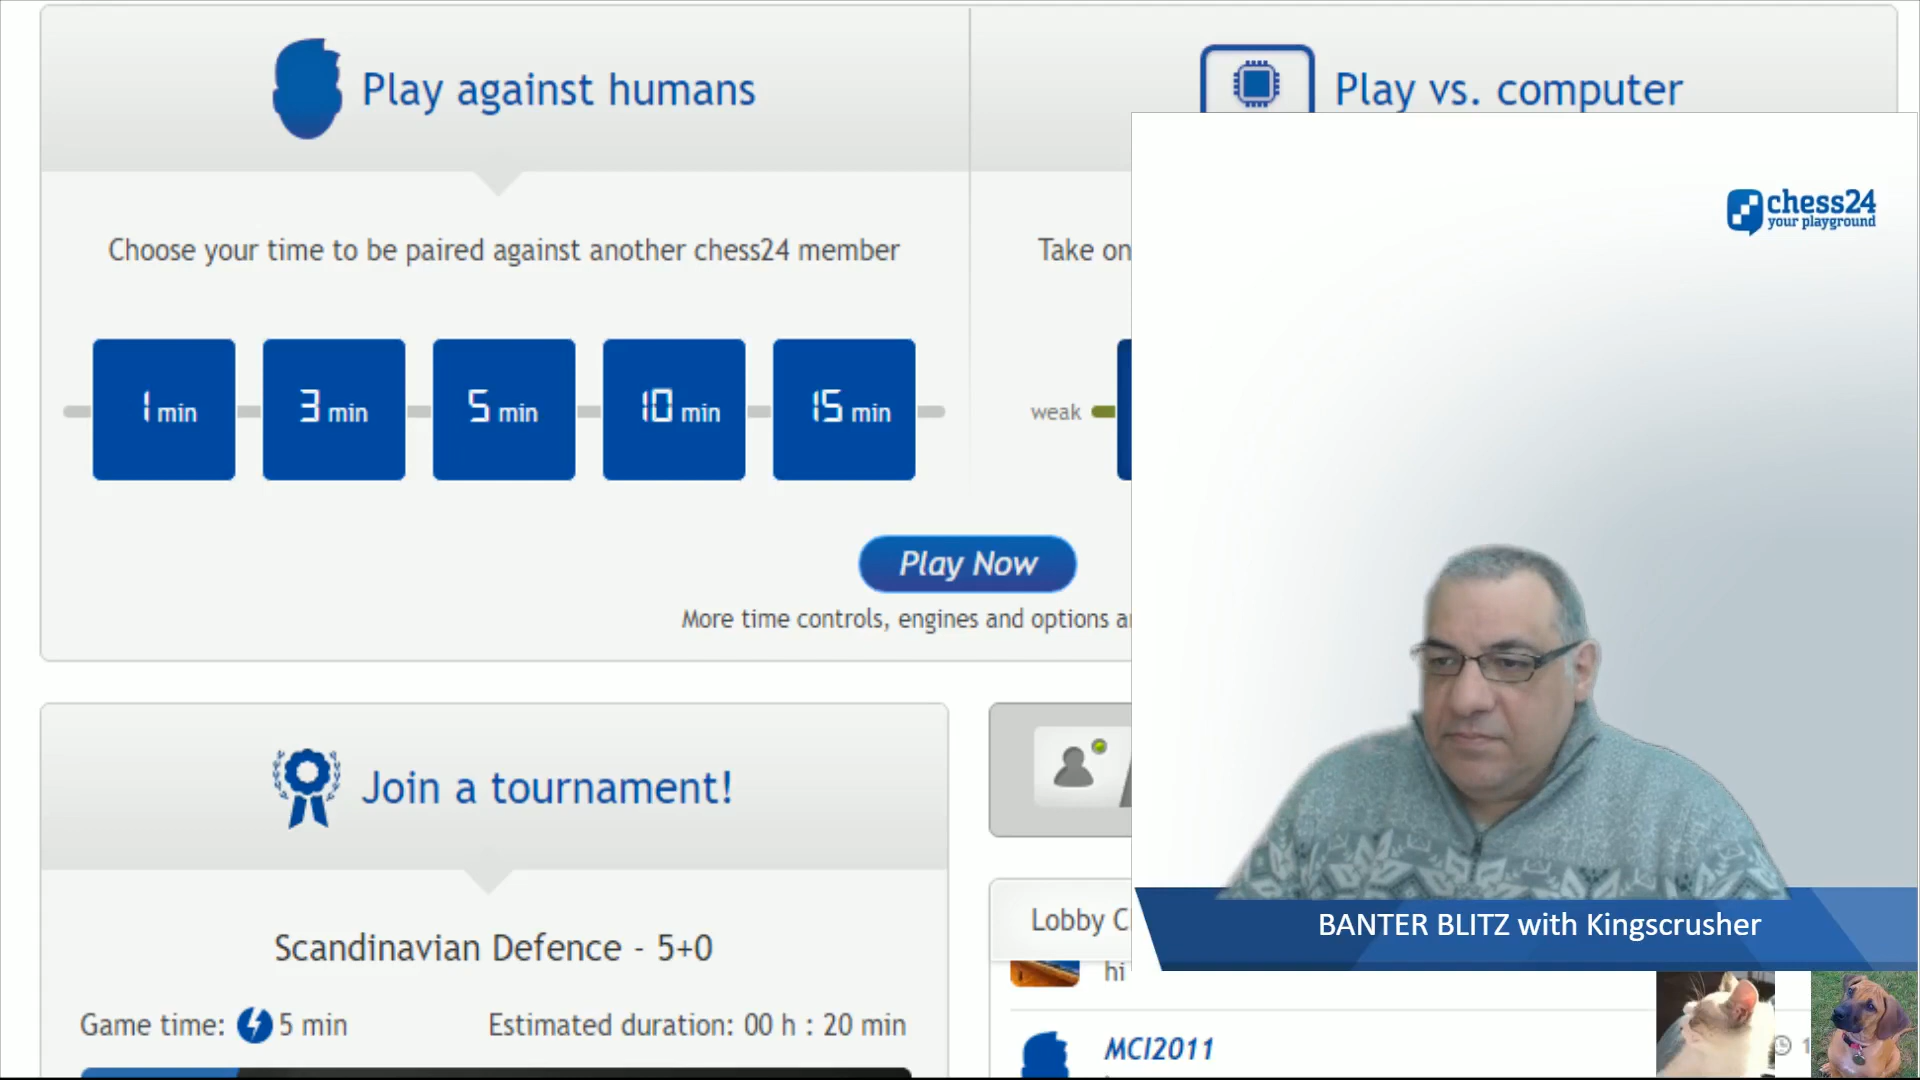 Play against humans
Play vs. computer
Choose your time to be paired against another chess24 member
Take on
1 min
3 min
5 min
10 min
15 min
weak
Play Now
More time controls, engines and options
chess24
your playground
Join a tournament!
Scandinavian Defence - 5+0
Game time: 5 min
Estimated duration: 00 h : 20 min
Lobby
hi
MCI2011
BANTER BLITZ with Kingscrusher